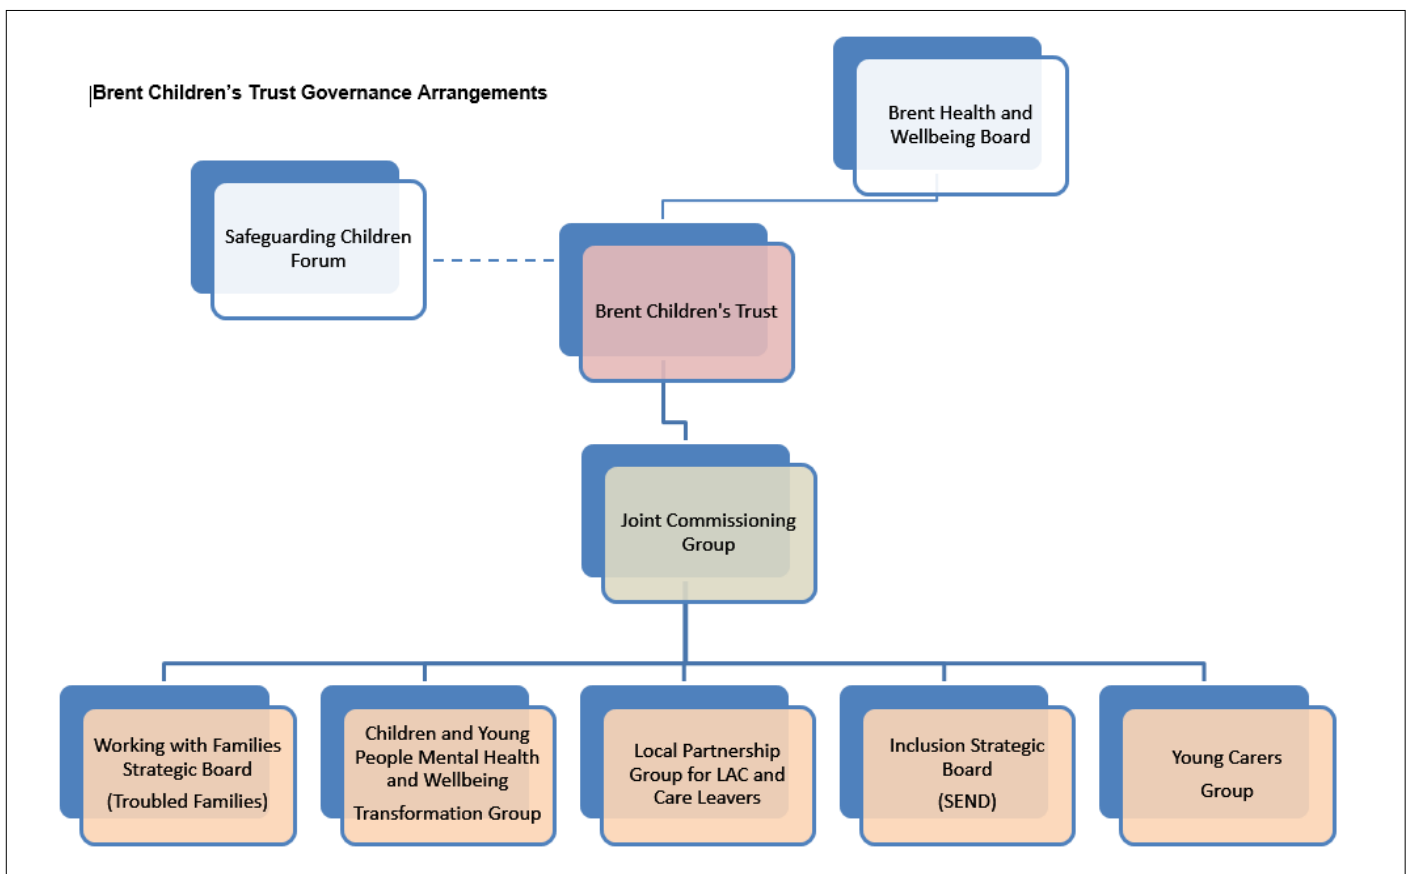 Brent Children’s Trust Governance Arrangements
Brent Health and
Wellbeing Board
Safeguarding Children
Forum
Brent Children's Trust
Joint Commissioning
Group
Working with Families
Strategic Board
(Troubled Families)
Children and Young
People Mental Health
and Wellbeing
Transformation Group
Local Partnership
Group for LAC and
Care Leavers
Inclusion Strategic
Board
(SEND)
Young Carers
Group